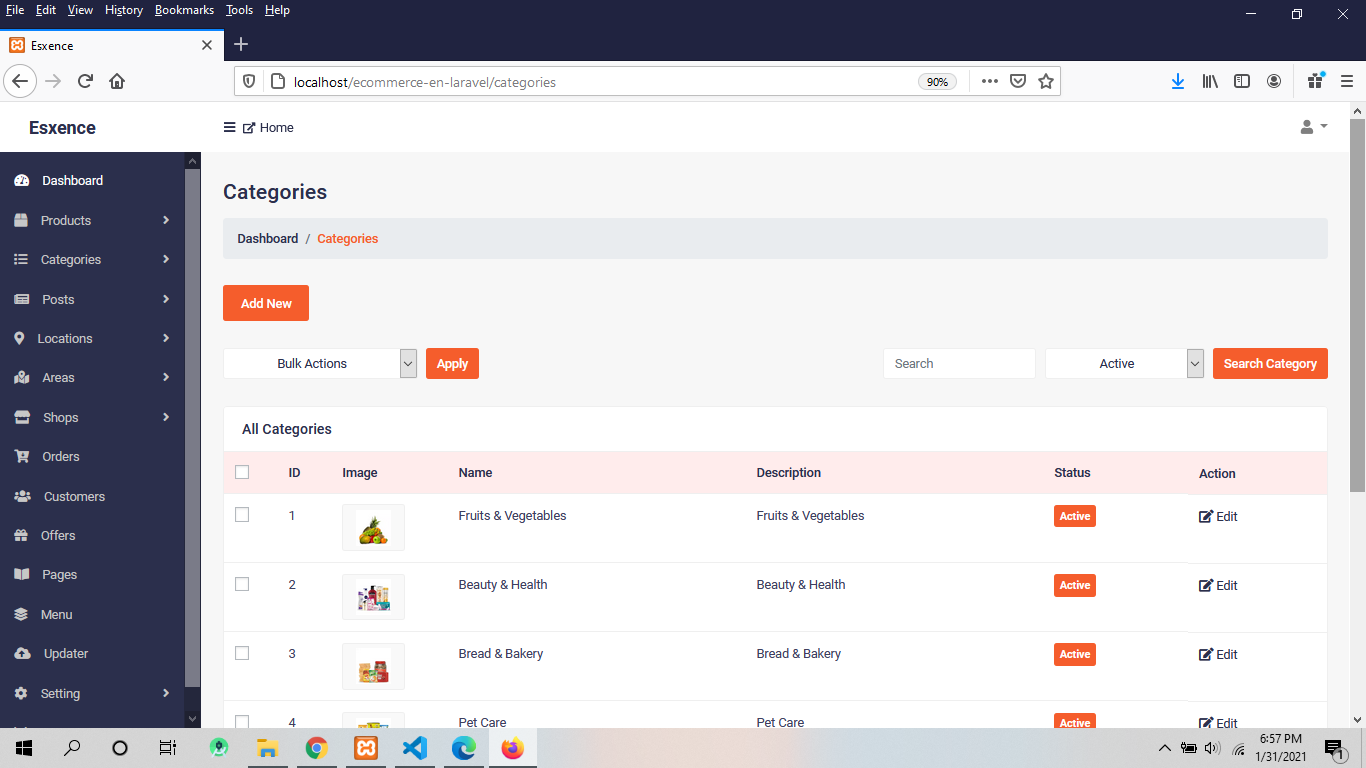 File Edit View History Bookmarks Tools Help
Esxence
localhost/ecommerce-en-laravel/categories 90%
Esxence
Home
Dashboard
Products
Categories
Posts
Locations
Areas
Shops
Orders
Customers
Offers
Pages
Menu
Updater
Setting
Categories
Dashboard / Categories
Add New
Bulk Actions Apply Search Active Search Category
All Categories
ID Image Name Description Status Action
1 Fruits & Vegetables Fruits & Vegetables Active Edit
2 Beauty & Health Beauty & Health Active Edit
3 Bread & Bakery Bread & Bakery Active Edit
4 Pet Care Pet Care Active Edit
6:57 PM
1/31/2021
1